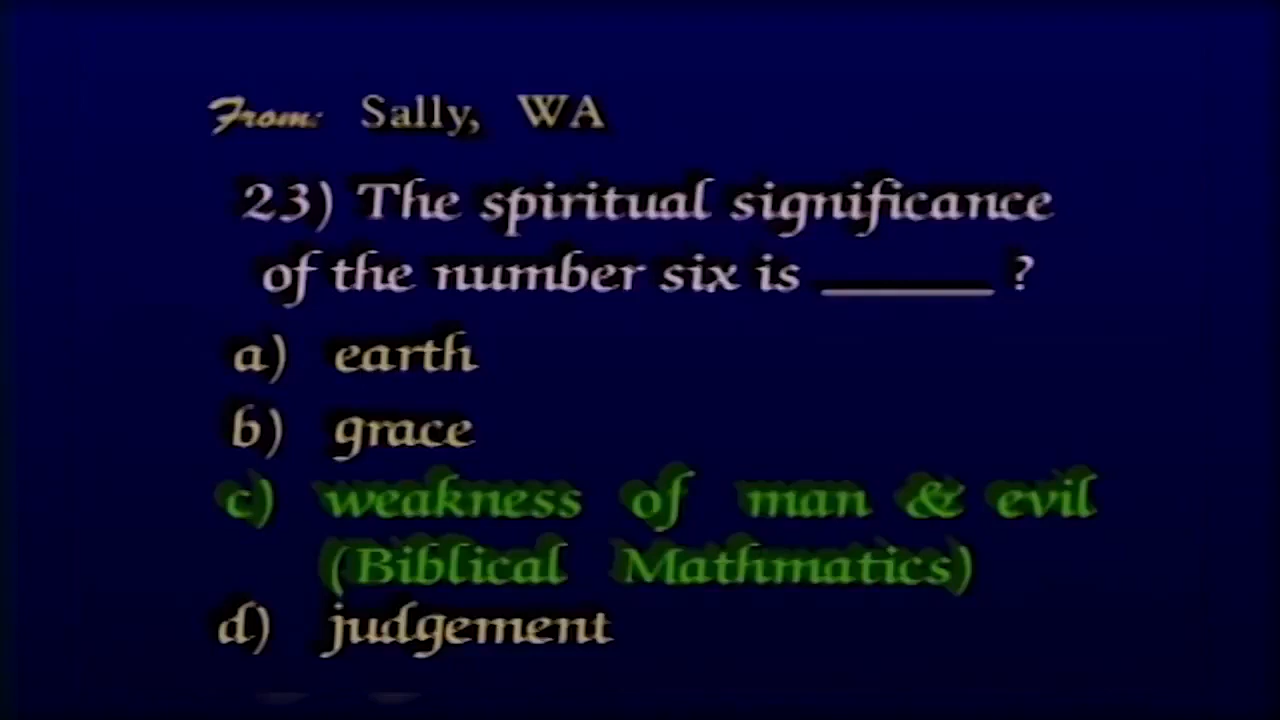 From: Sally, WA
23) The spiritual significance
of the number six is ______ ?
a) earth
b) grace
c) weakness of man & evil
(Biblical Mathmatics)
d) judgement